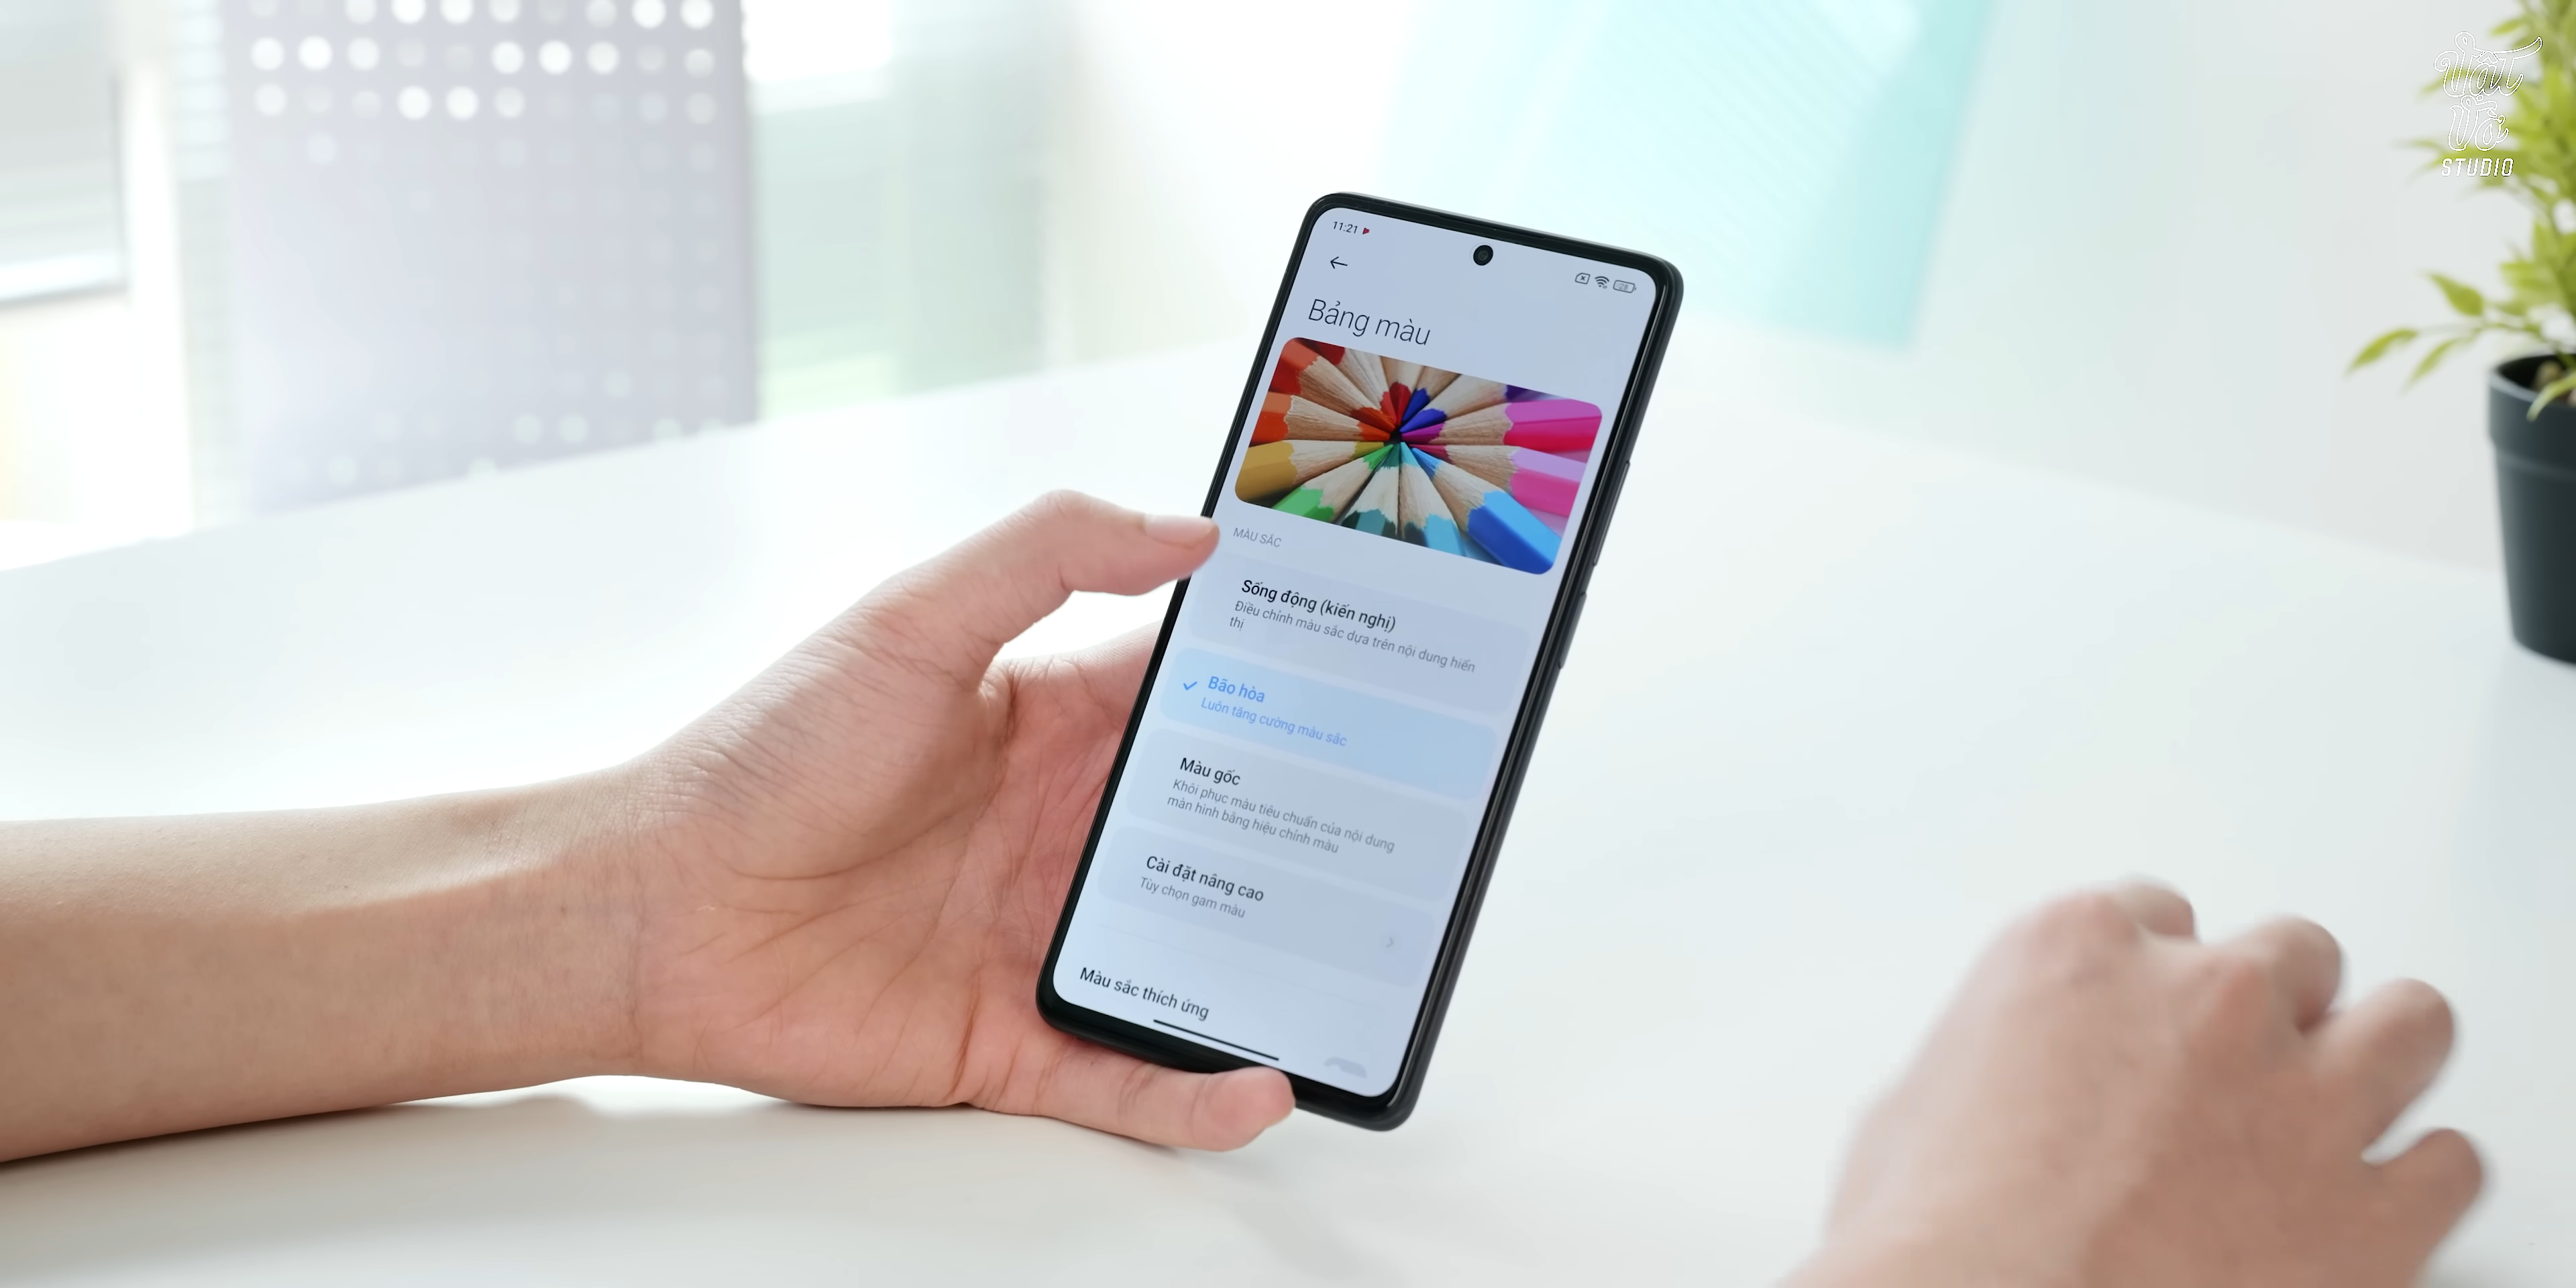 Vật
Vờ
STUDIO
11:21
Bảng màu
MÀU SẮC
Sống động (kiến nghị)
Điều chỉnh màu sắc dựa trên nội dung hiển
thị
Bão hòa
Luôn tăng cường màu sắc
Màu gốc
Khôi phục màu tiêu chuẩn của nội dung
màn hình bằng hiệu chỉnh màu
Cài đặt nâng cao
Tùy chọn gam màu
Màu sắc thích ứng